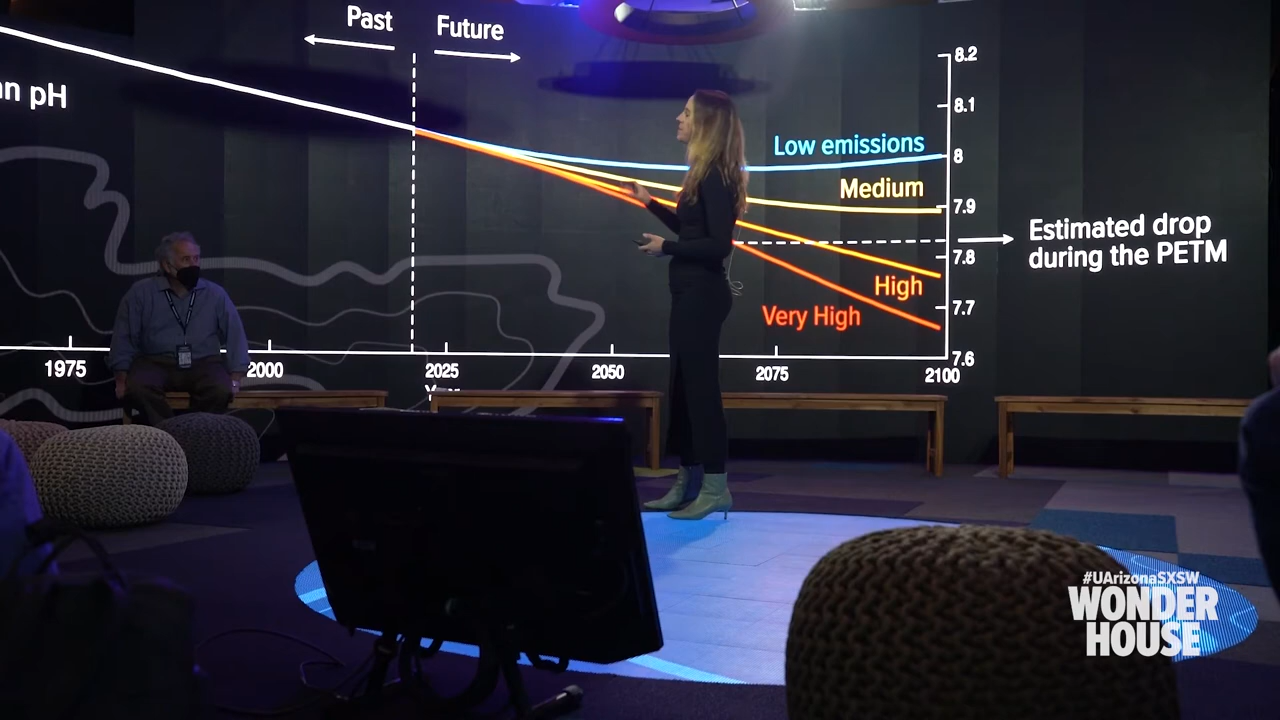 Past
Future
8.2
8.1
n pH
Low emissions
8
Medium
7.9
Estimated drop
during the PETM
7.8
High
7.7
Very High
7.6
1975
2000
2025
2050
2075
2100
#UArizonaSXSW
WONDER
HOUSE